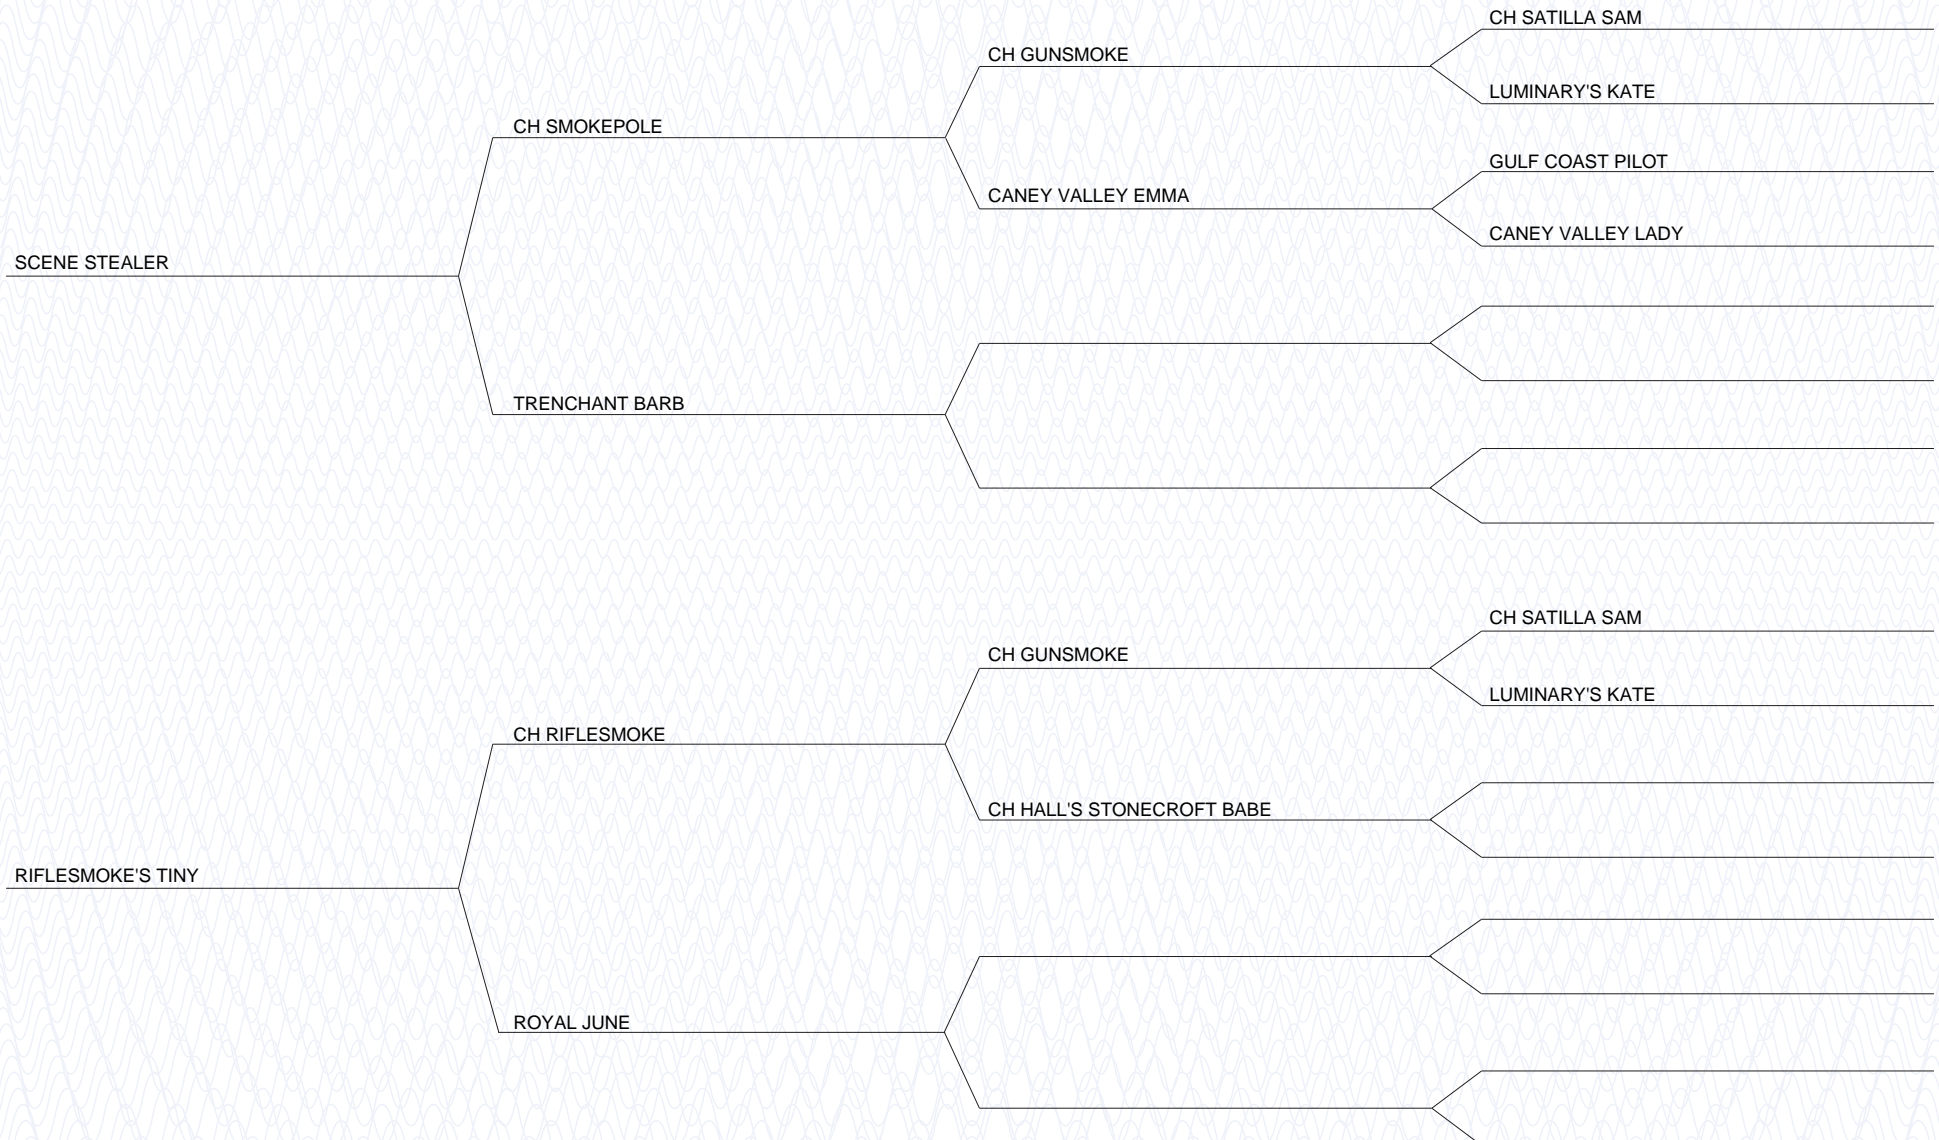 CH SATILLA SAM
CH GUNSMOKE
LUMINARY'S KATE
CH SMOKEPOLE
GULF COAST PILOT
CANEY VALLEY EMMA
CANEY VALLEY LADY
SCENE STEALER
TRENCHANT BARB
CH SATILLA SAM
CH GUNSMOKE
LUMINARY'S KATE
CH RIFLESMOKE
CH HALL'S STONECROFT BABE
RIFLESMOKE'S TINY
ROYAL JUNE